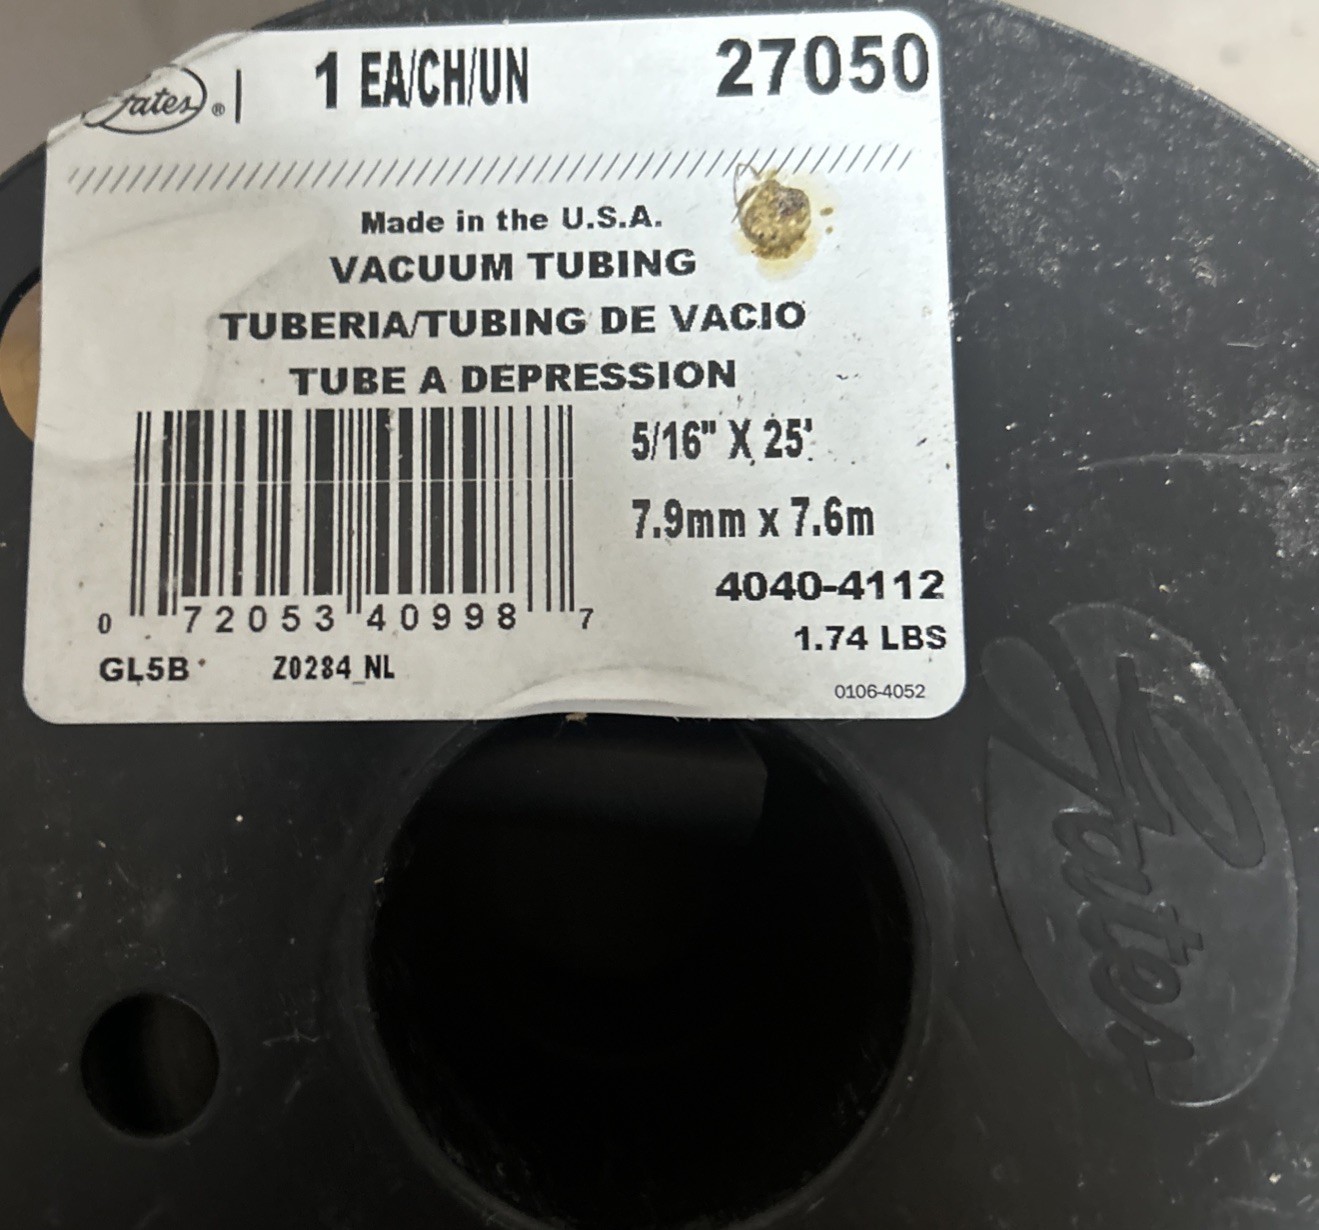 Gates® | 1 EA/CH/UN 27050
Made in the U.S.A.
VACUUM TUBING
TUBERIA/TUBING DE VACIO
TUBE A DEPRESSION
5/16" X 25'
7.9mm x 7.6m
4040-4112
1.74 LBS
0 72053 40998 7
GL5B Z0284_NL
0106-4052
Gates